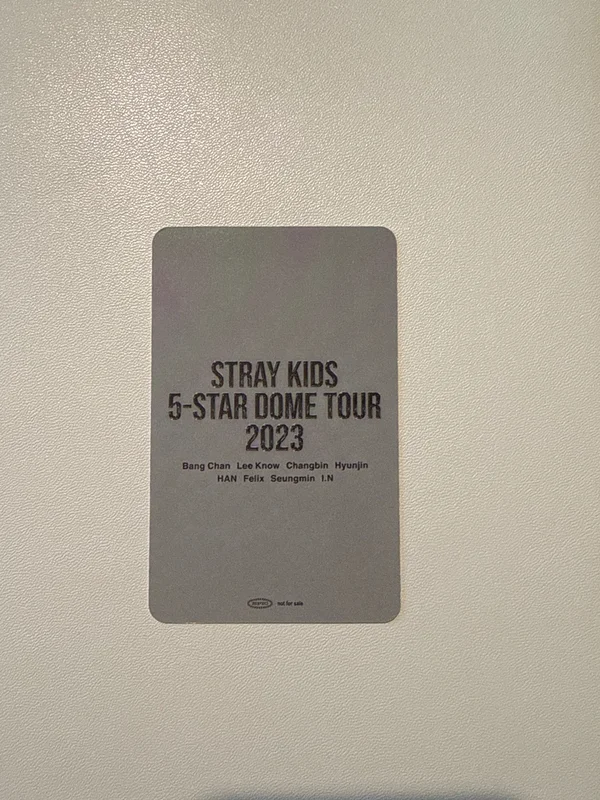 STRAY KIDS
5-STAR DOME TOUR
2023
Bang Chan Lee Know Changbin Hyunjin
HAN Felix Seungmin I.N
not for sale